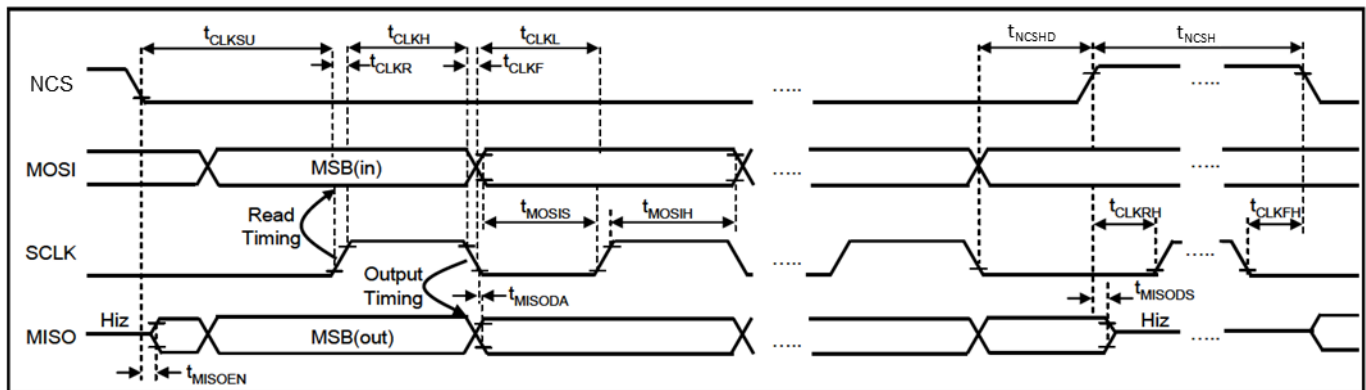 tCLKSU
tCLKH
tCLKL
tNCSHD
tNCSH
tCLKR
tCLKF
NCS
.....
.....
MOSI
MSB(in)
.....
.....
Read
Timing
tMOSIS
tMOSIH
tCLKRH
tCLKFH
SCLK
Output
Timing
.....
.....
tMISODA
tMISODS
MISO
Hiz
MSB(out)
.....
Hiz
.....
tMISOEN